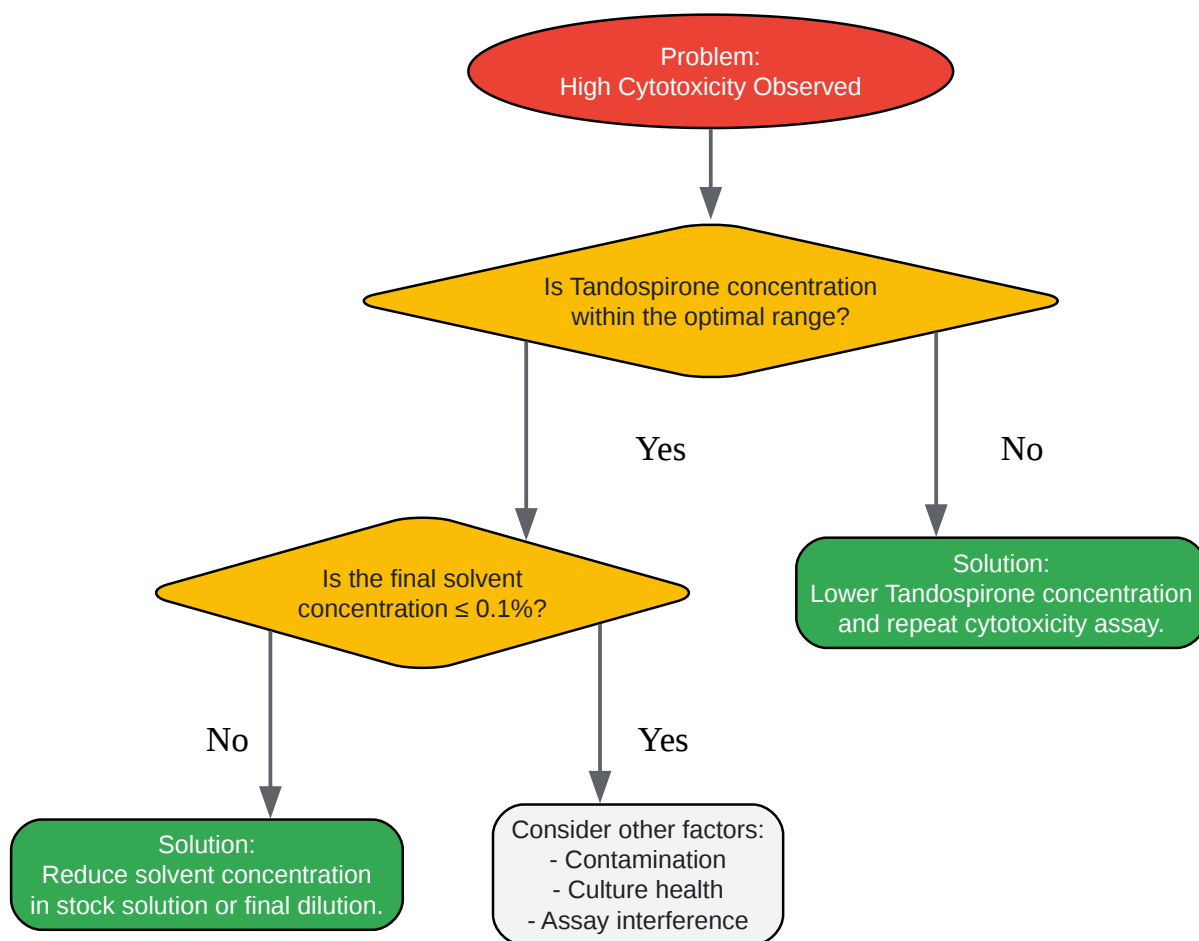 Problem:
High Cytotoxicity Observed
Is Tandospirone concentration
within the optimal range?
Yes
No
Is the final solvent
concentration ≤ 0.1%?
Solution:
Lower Tandospirone concentration
and repeat cytotoxicity assay.
No
Yes
Solution:
Reduce solvent concentration
in stock solution or final dilution.
Consider other factors:
- Contamination
- Culture health
- Assay interference